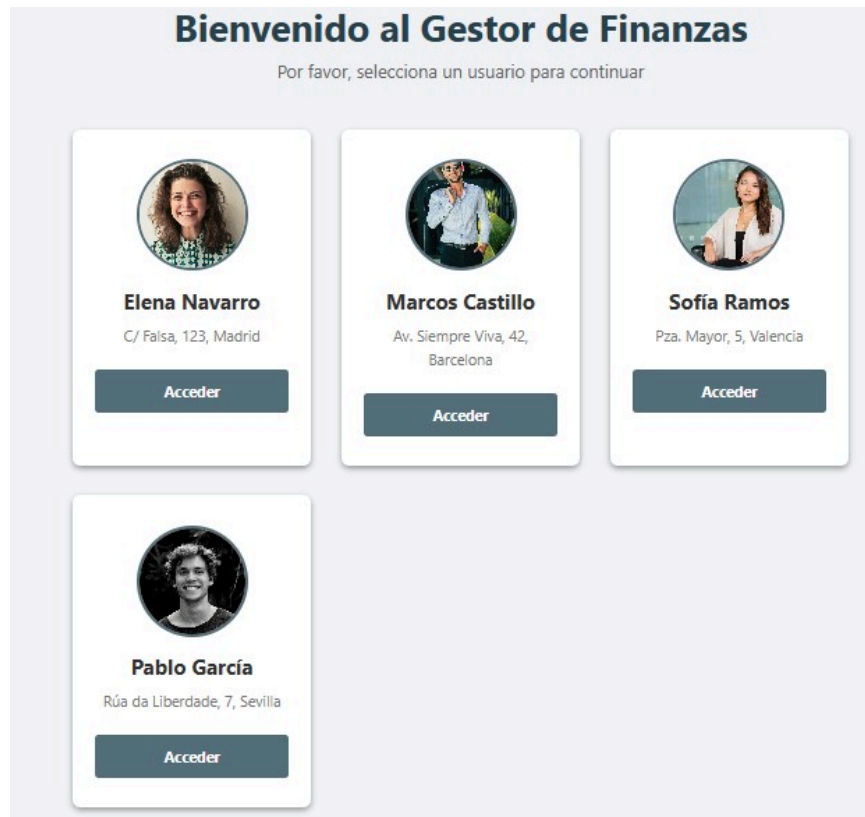 Bienvenido al Gestor de Finanzas
Por favor, selecciona un usuario para continuar
Elena Navarro
C/ Falsa, 123, Madrid
Acceder
Marcos Castillo
Av. Siempre Viva, 42,
Barcelona
Acceder
Sofía Ramos
Pza. Mayor, 5, Valencia
Acceder
Pablo García
Rúa da Liberdade, 7, Sevilla
Acceder